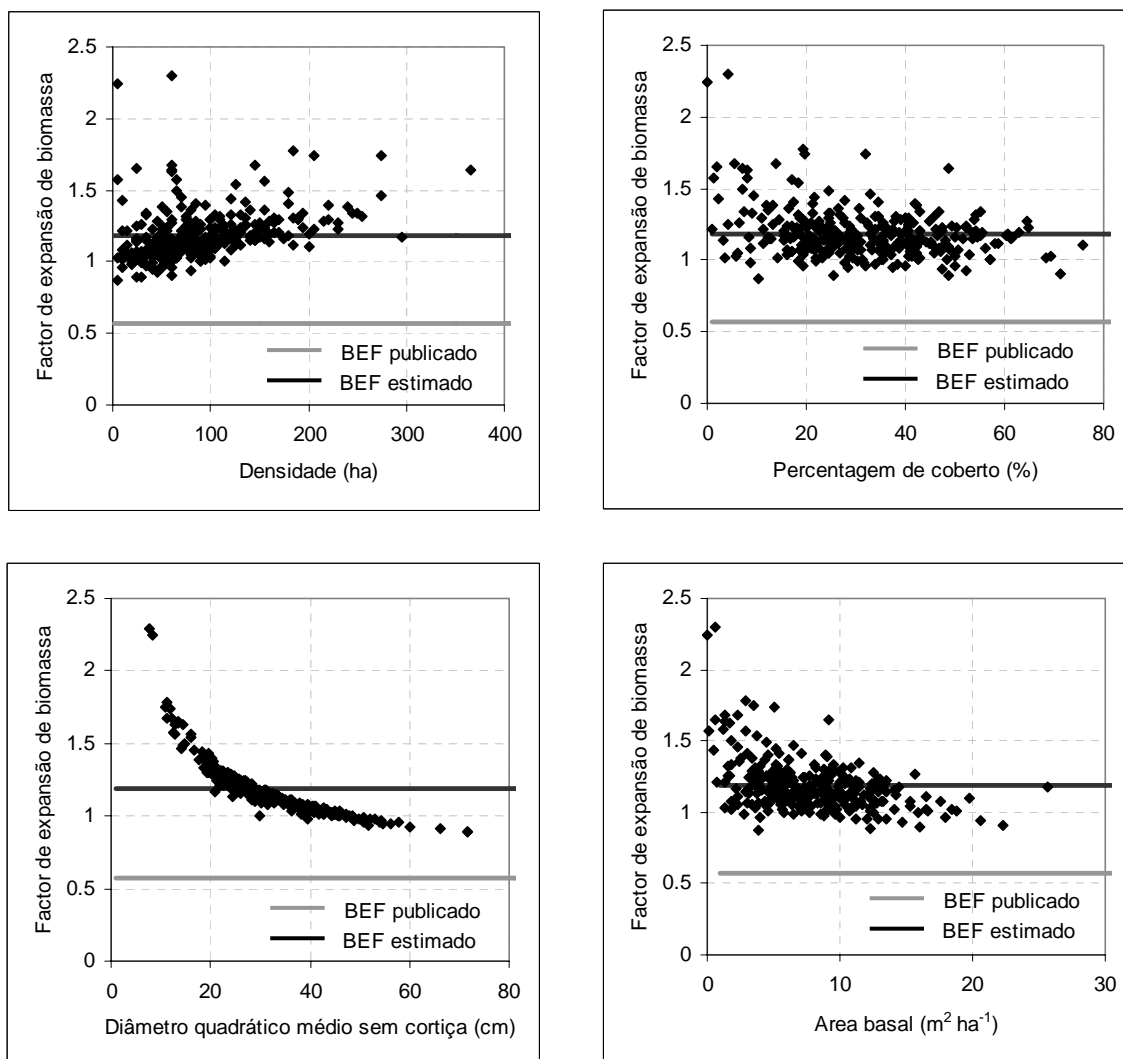 Factor de expansão de biomassa
2.5
2
1.5
1
0.5
0
BEF publicado
BEF estimado
0 100 200 300 400
Densidade (ha)
Factor de expansão de biomassa
2.5
2
1.5
1
0.5
0
BEF publicado
BEF estimado
0 20 40 60 80
Percentagem de coberto (%)
Factor de expansão de biomassa
2.5
2
1.5
1
0.5
0
BEF publicado
BEF estimado
0 20 40 60 80
Diâmetro quadrático médio sem cortiça (cm)
Factor de expansão de biomassa
2.5
2
1.5
1
0.5
0
BEF publicado
BEF estimado
0 10 20 30
Area basal (m² ha⁻¹)